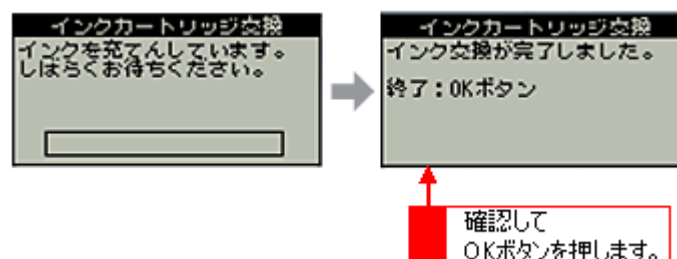 インクカートリッジ交換
インクを充てんしています。
しばらくお待ちください。
インクカートリッジ交換
インク交換が完了しました。
終了:OKボタン
確認して
OKボタンを押します。